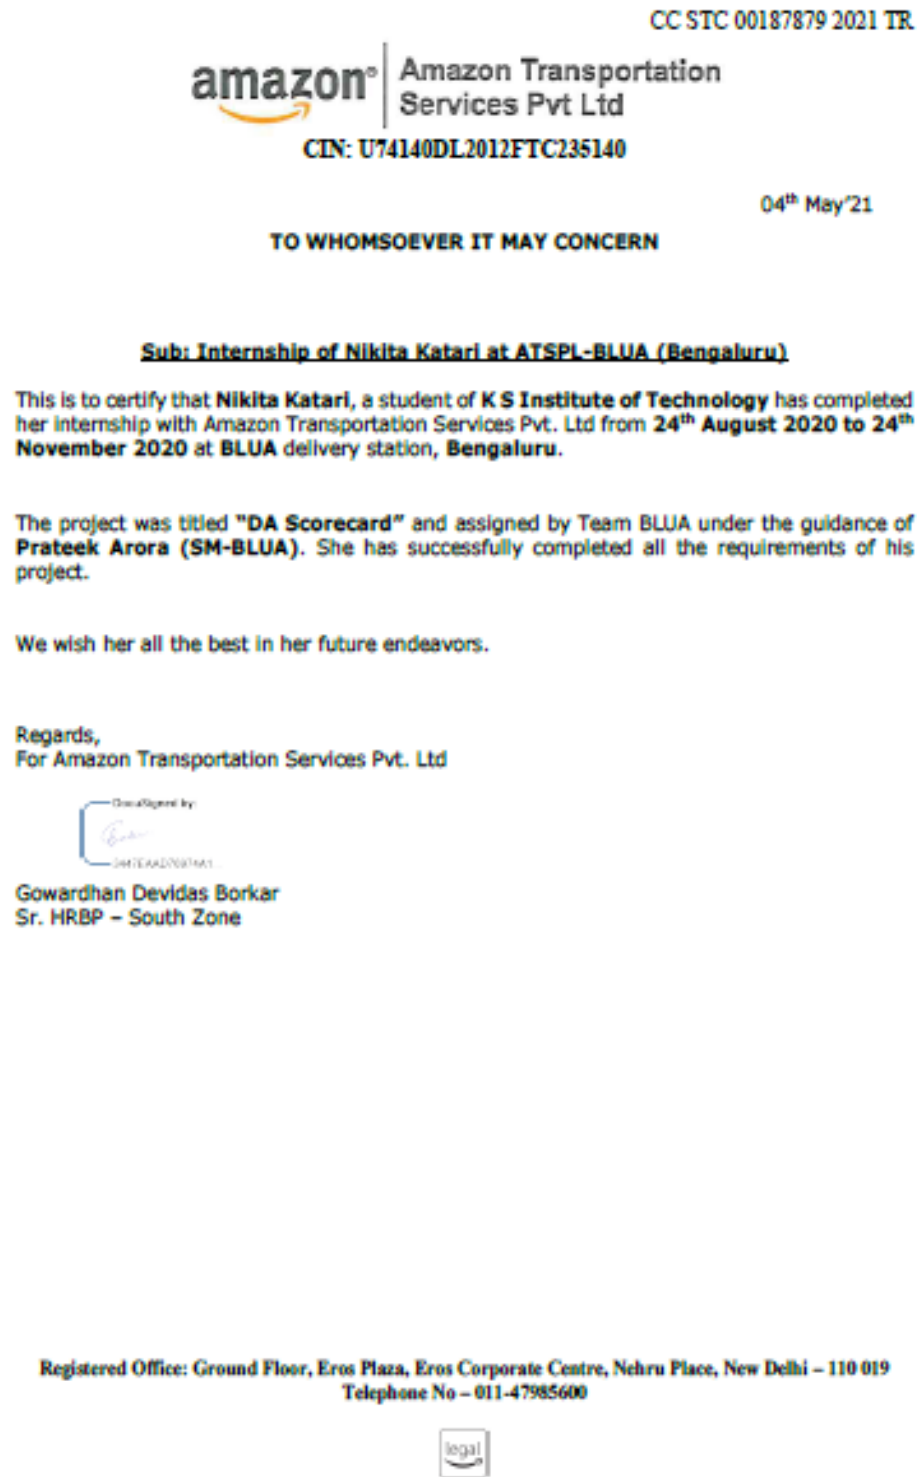 CC STC 00187879 2021 TR
amazon
Amazon Transportation
Services Pvt Ltd
CIN: U74140DL2012FTC235140
04th May'21
TO WHOMSOEVER IT MAY CONCERN
Sub: Internship of Nikita Katari at ATSPL-BLUA (Bengaluru)
This is to certify that Nikita Katari, a student of K S Institute of Technology has completed
her internship with Amazon Transportation Services Pvt. Ltd from 24th August 2020 to 24th
November 2020 at BLUA delivery station, Bengaluru.
The project was titled "DA Scorecard" and assigned by Team BLUA under the guidance of
Prateek Arora (SM-BLUA). She has successfully completed all the requirements of his
project.
We wish her all the best in her future endeavors.
Regards,
For Amazon Transportation Services Pvt. Ltd
DocuSigned by:
Gowardhan Devidas Borkar
Sr. HRBP – South Zone
Registered Office: Ground Floor, Eros Plaza, Eros Corporate Centre, Nehru Place, New Delhi – 110 019
Telephone No – 011-47985600
legal